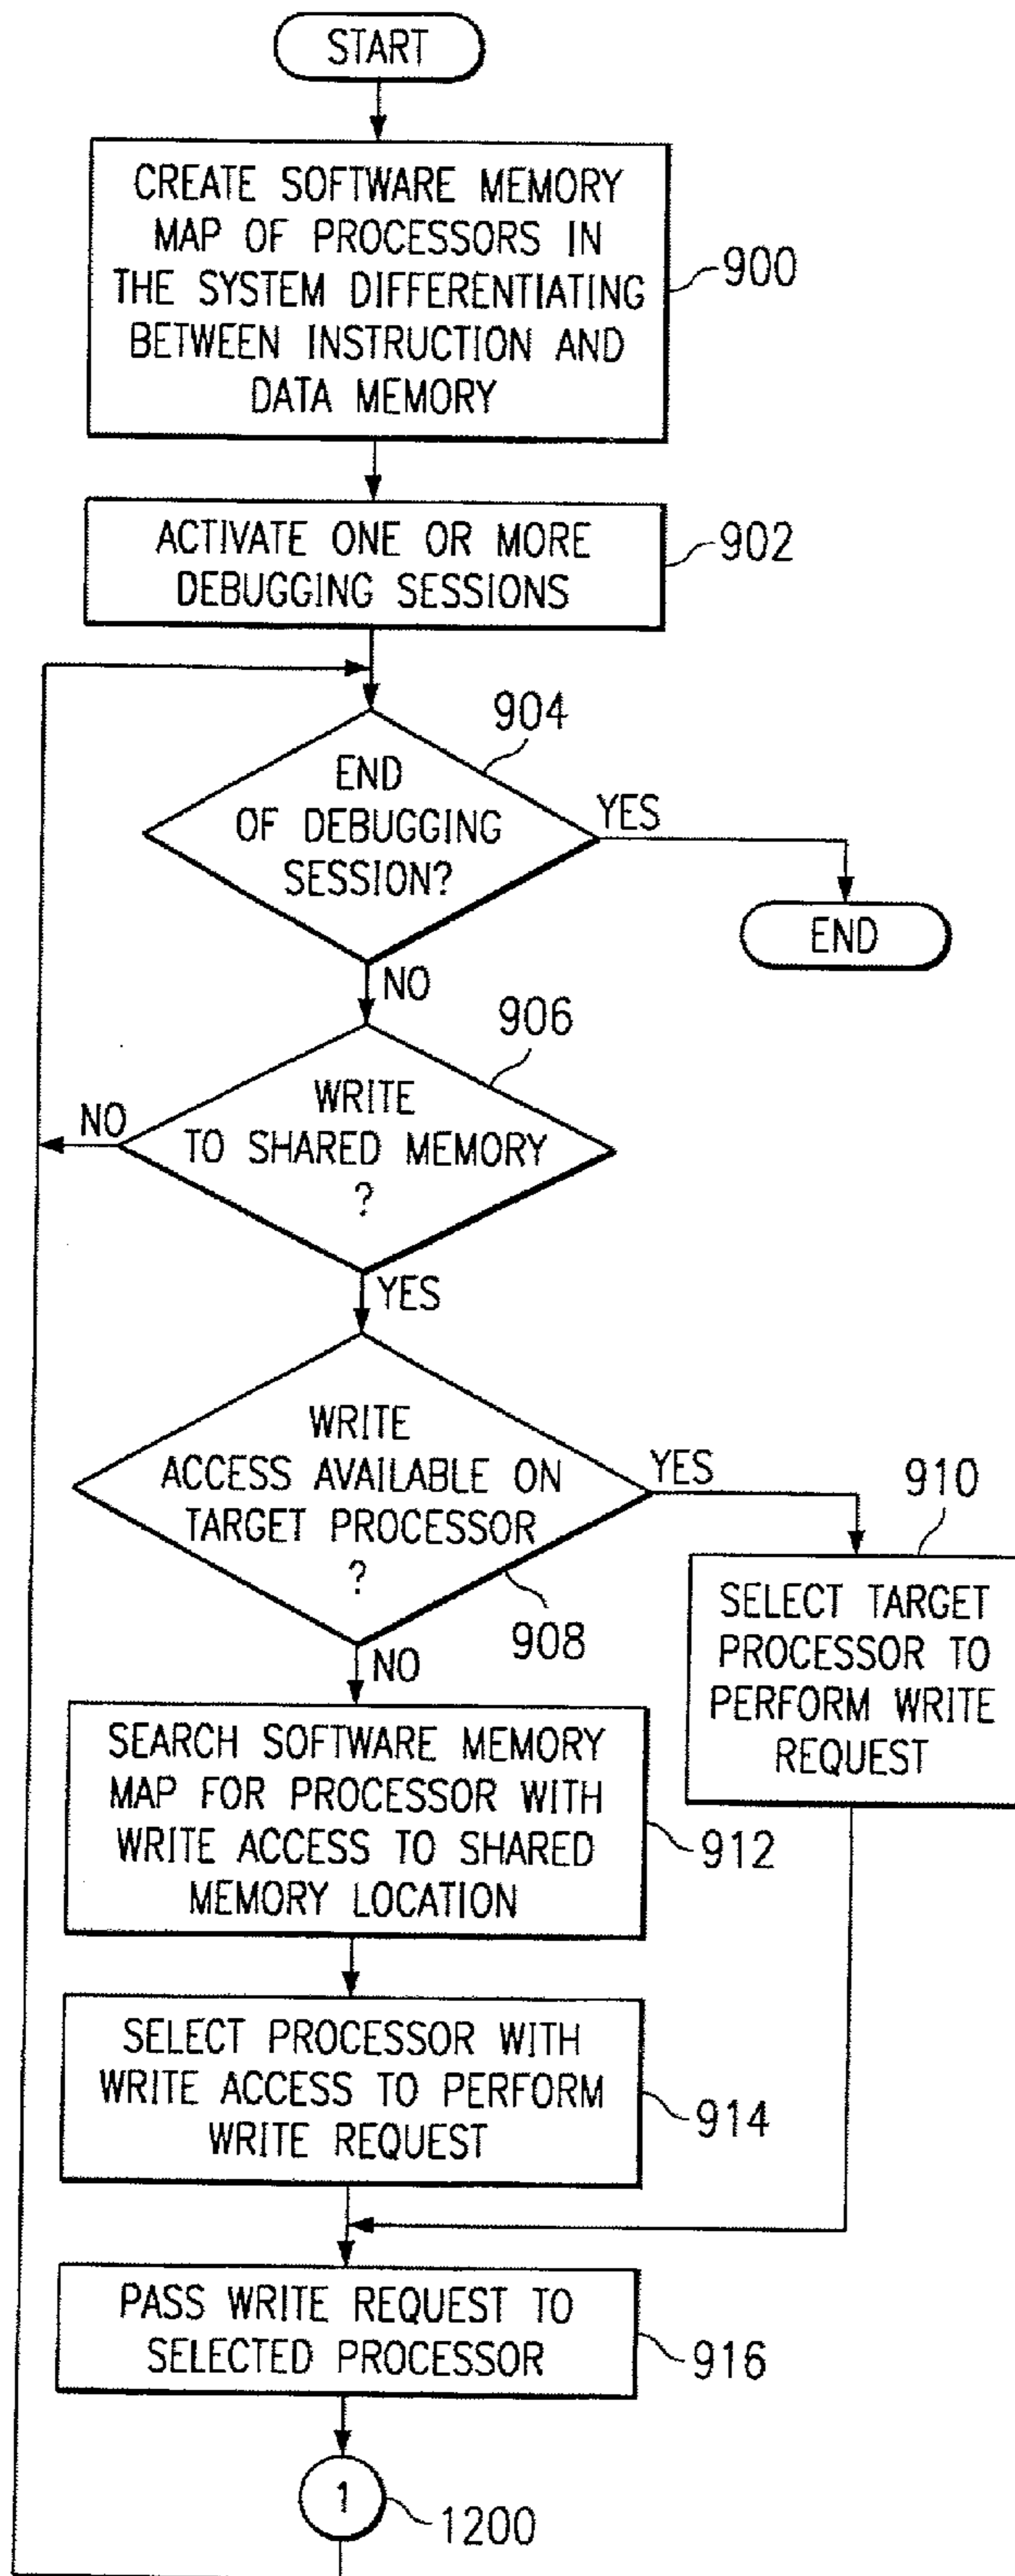 START
CREATE SOFTWARE MEMORY
MAP OF PROCESSORS IN
THE SYSTEM DIFFERENTIATING
BETWEEN INSTRUCTION AND
DATA MEMORY
900
ACTIVATE ONE OR MORE
DEBUGGING SESSIONS
902
904
END
OF DEBUGGING
SESSION?
YES
END
NO
906
WRITE
TO SHARED MEMORY
?
NO
YES
WRITE
ACCESS AVAILABLE ON
TARGET PROCESSOR
?
YES
908
NO
910
SELECT TARGET
PROCESSOR TO
PERFORM WRITE
REQUEST
SEARCH SOFTWARE MEMORY
MAP FOR PROCESSOR WITH
WRITE ACCESS TO SHARED
MEMORY LOCATION
912
SELECT PROCESSOR WITH
WRITE ACCESS TO PERFORM
WRITE REQUEST
914
PASS WRITE REQUEST TO
SELECTED PROCESSOR
916
1
1200